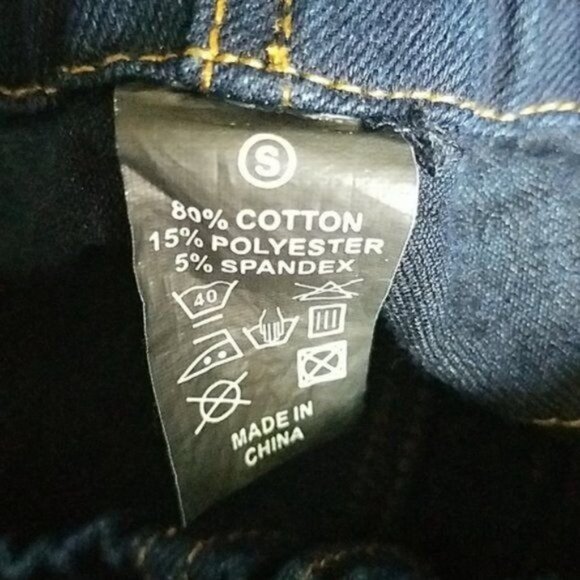 S
80% COTTON
15% POLYESTER
5% SPANDEX
40
MADE IN
CHINA